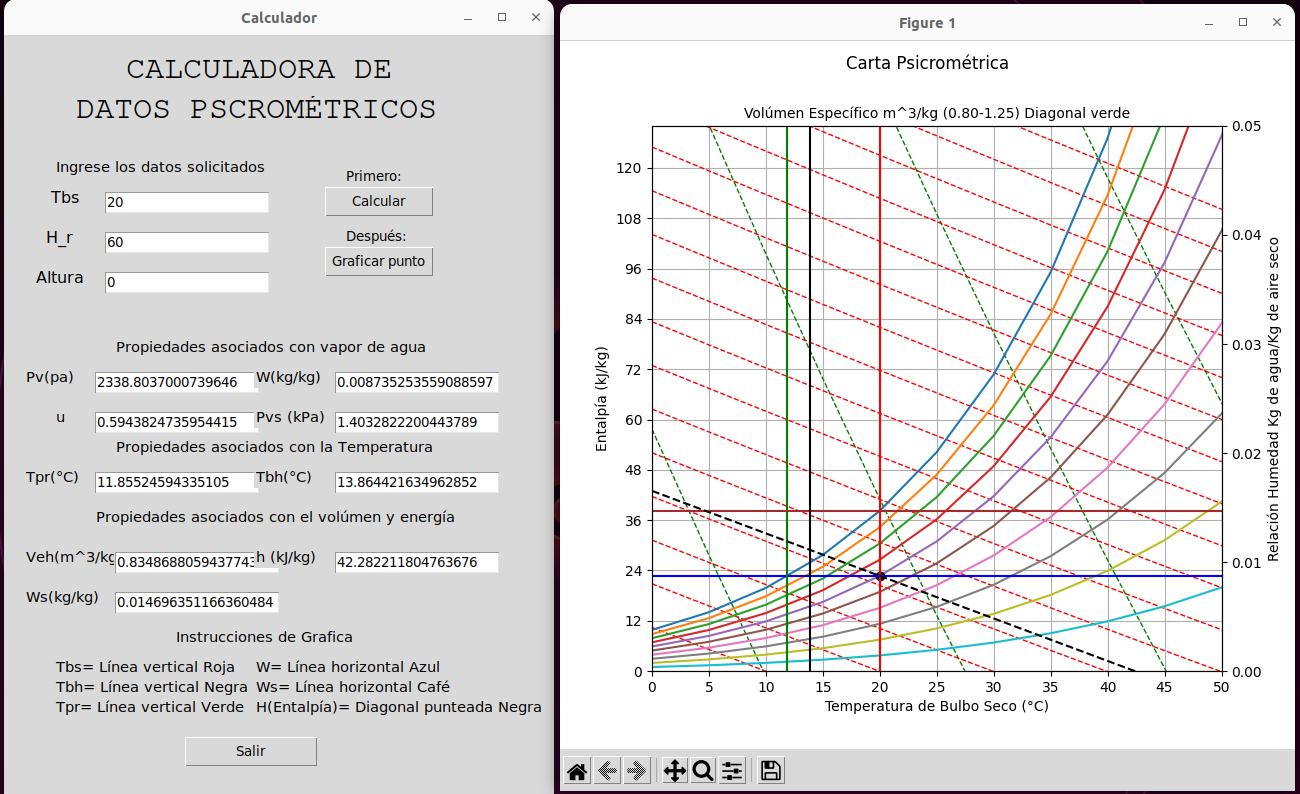 Calculador
CALCULADORA DE
DATOS PSCROMÉTRICOS
Ingrese los datos solicitados
Tbs 20
H_r 60
Altura 0
Primero:
Calcular
Después:
Graficar punto
Propiedades asociados con vapor de agua
Pv(pa) 2338.8037000739646 W(kg/kg) 0.008735253559088597
u 0.5943824735954415 Pvs (kPa) 1.4032822200443789
Propiedades asociados con la Temperatura
Tpr(°C) 11.85524594335105 Tbh(°C) 13.864421634962852
Propiedades asociados con el volúmen y energía
Veh(m^3/kg 0.8348688059437743 h (kJ/kg) 42.282211804763676
Ws(kg/kg) 0.014696351166360484
Instrucciones de Grafica
Tbs= Línea vertical Roja W= Línea horizontal Azul
Tbh= Línea vertical Negra Ws= Línea horizontal Café
Tpr= Línea vertical Verde H(Entalpía)= Diagonal punteada Negra
Salir
Figure 1
Carta Psicrométrica
Volúmen Específico m^3/kg (0.80-1.25) Diagonal verde
Entalpia (kJ/kg)
120
108
96
84
72
60
48
36
24
12
0
0 5 10 15 20 25 30 35 40 45 50
Temperatura de Bulbo Seco (°C)
0.05
0.04
0.03
0.02
0.01
0.00
Relación Humedad Kg de agua/Kg de aire seco